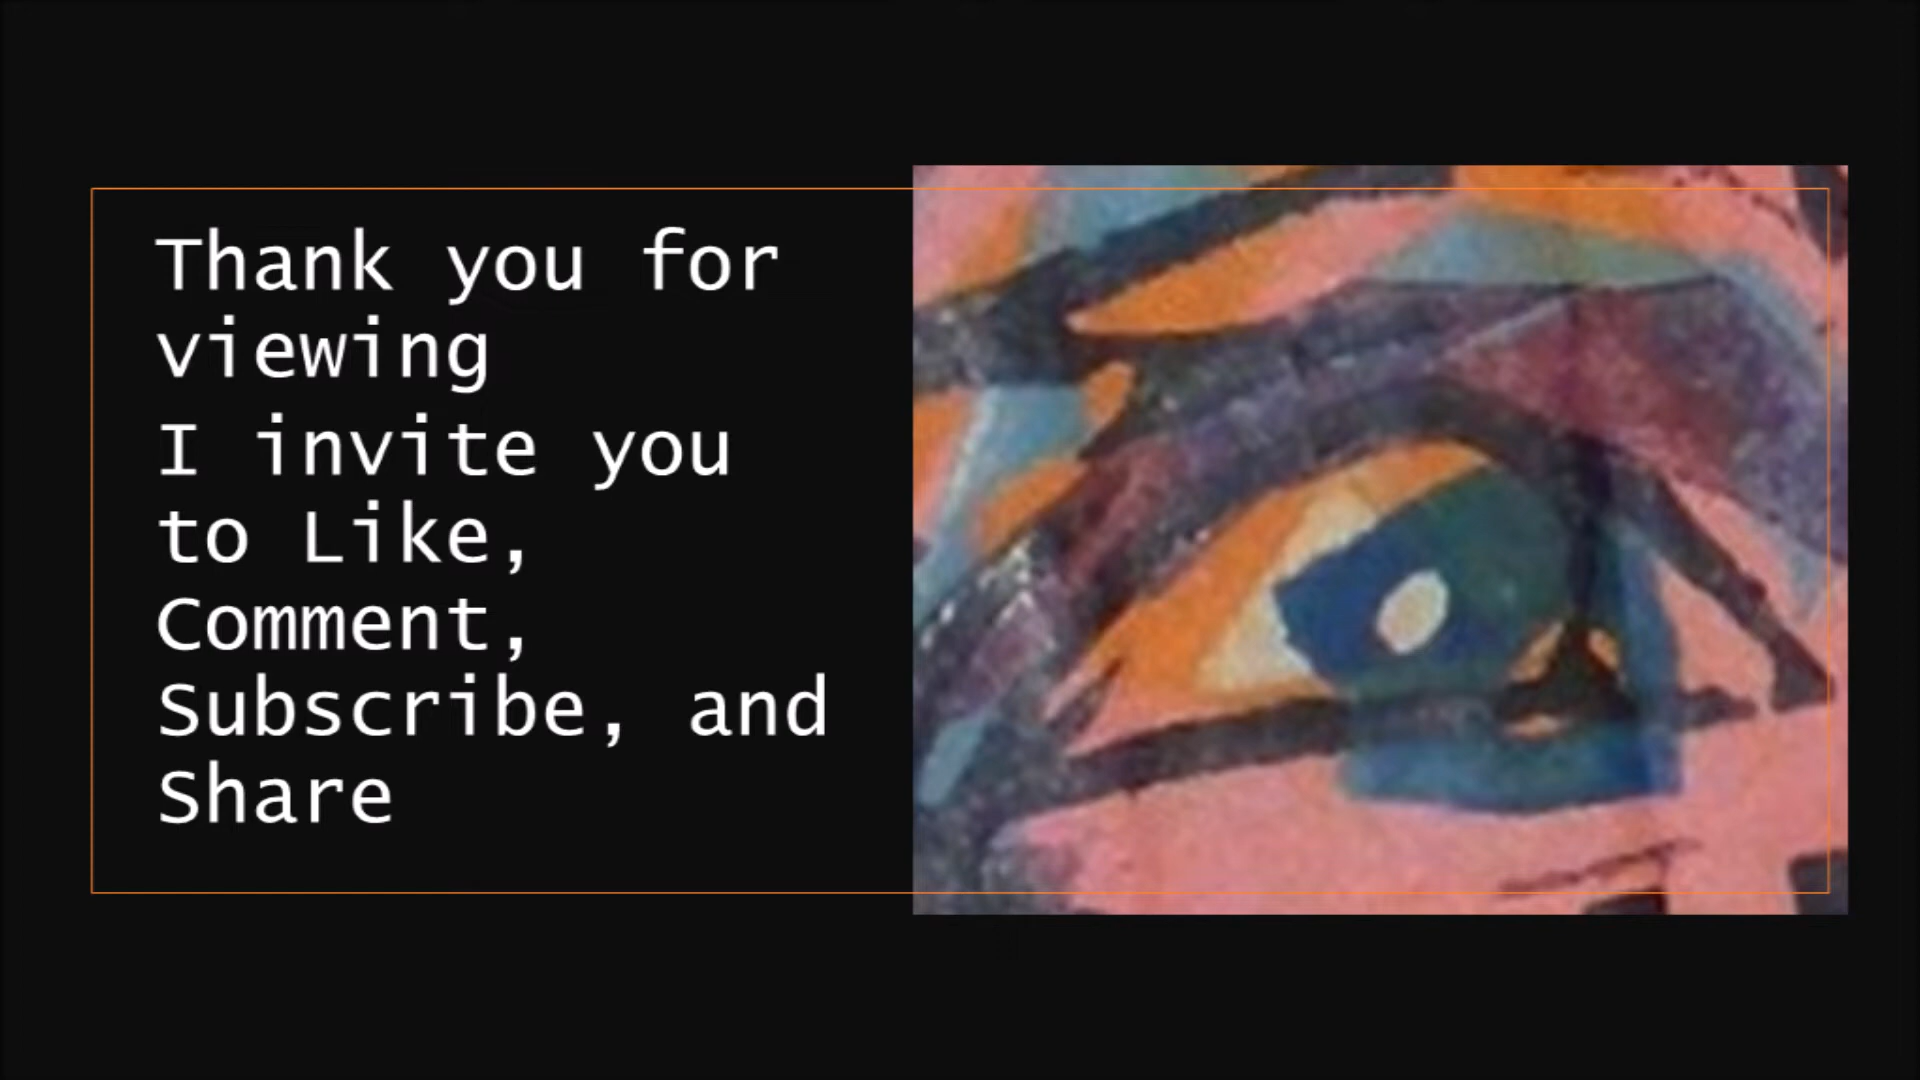 Thank you for
viewing
I invite you
to Like,
Comment,
Subscribe, and
Share